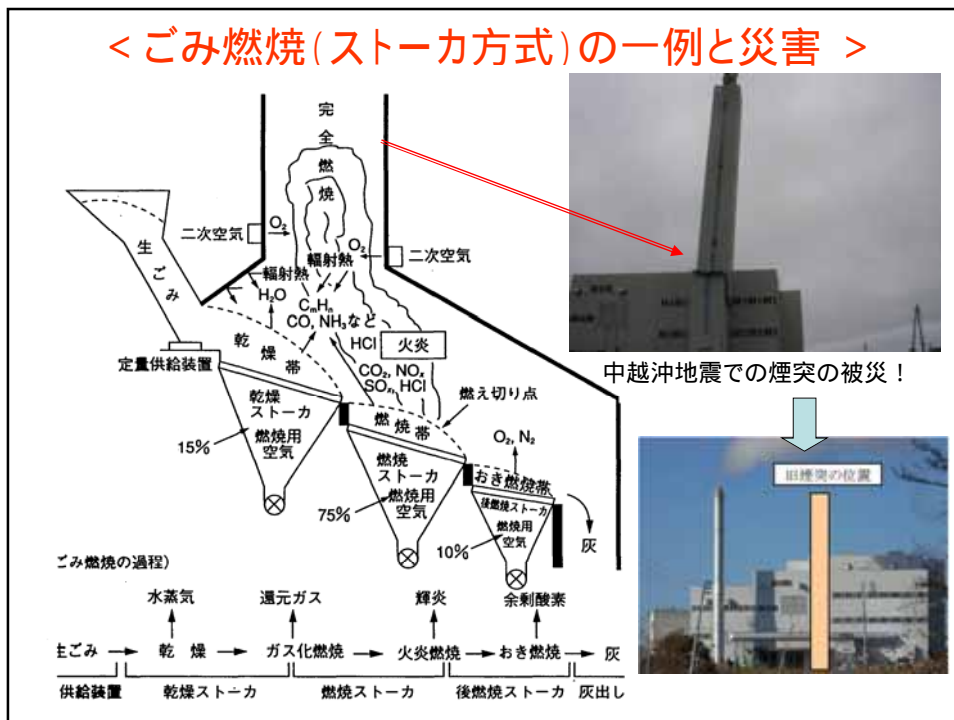 ＜ごみ燃焼(ストーカ方式)の一例と災害 ＞
完
全
燃
焼
二次空気
O₂
O₂
二次空気
生ごみ
輻射熱
輻射熱
H₂O
CₘHₙ
CO, NH₃など
HCl
火炎
定量供給装置
乾燥帯
CO₂, NOₓ
SOₓ, HCl
燃え切り点
中越沖地震での煙突の被災！
乾燥
ストーカ
燃焼用
空気
15%
燃焼帯
O₂, N₂
燃焼
ストーカ
燃焼用
空気
75%
おき燃焼帯
後燃焼ストーカ
燃焼用
空気
10%
灰
旧煙突の位置
ごみ燃焼の過程)
水蒸気
還元ガス
輝炎
余剰酸素
生ごみ → 乾 燥 → ガス化燃焼 → 火炎燃焼 → おき燃焼 → 灰
供給装置 乾燥ストーカ 燃焼ストーカ 後燃焼ストーカ 灰出し